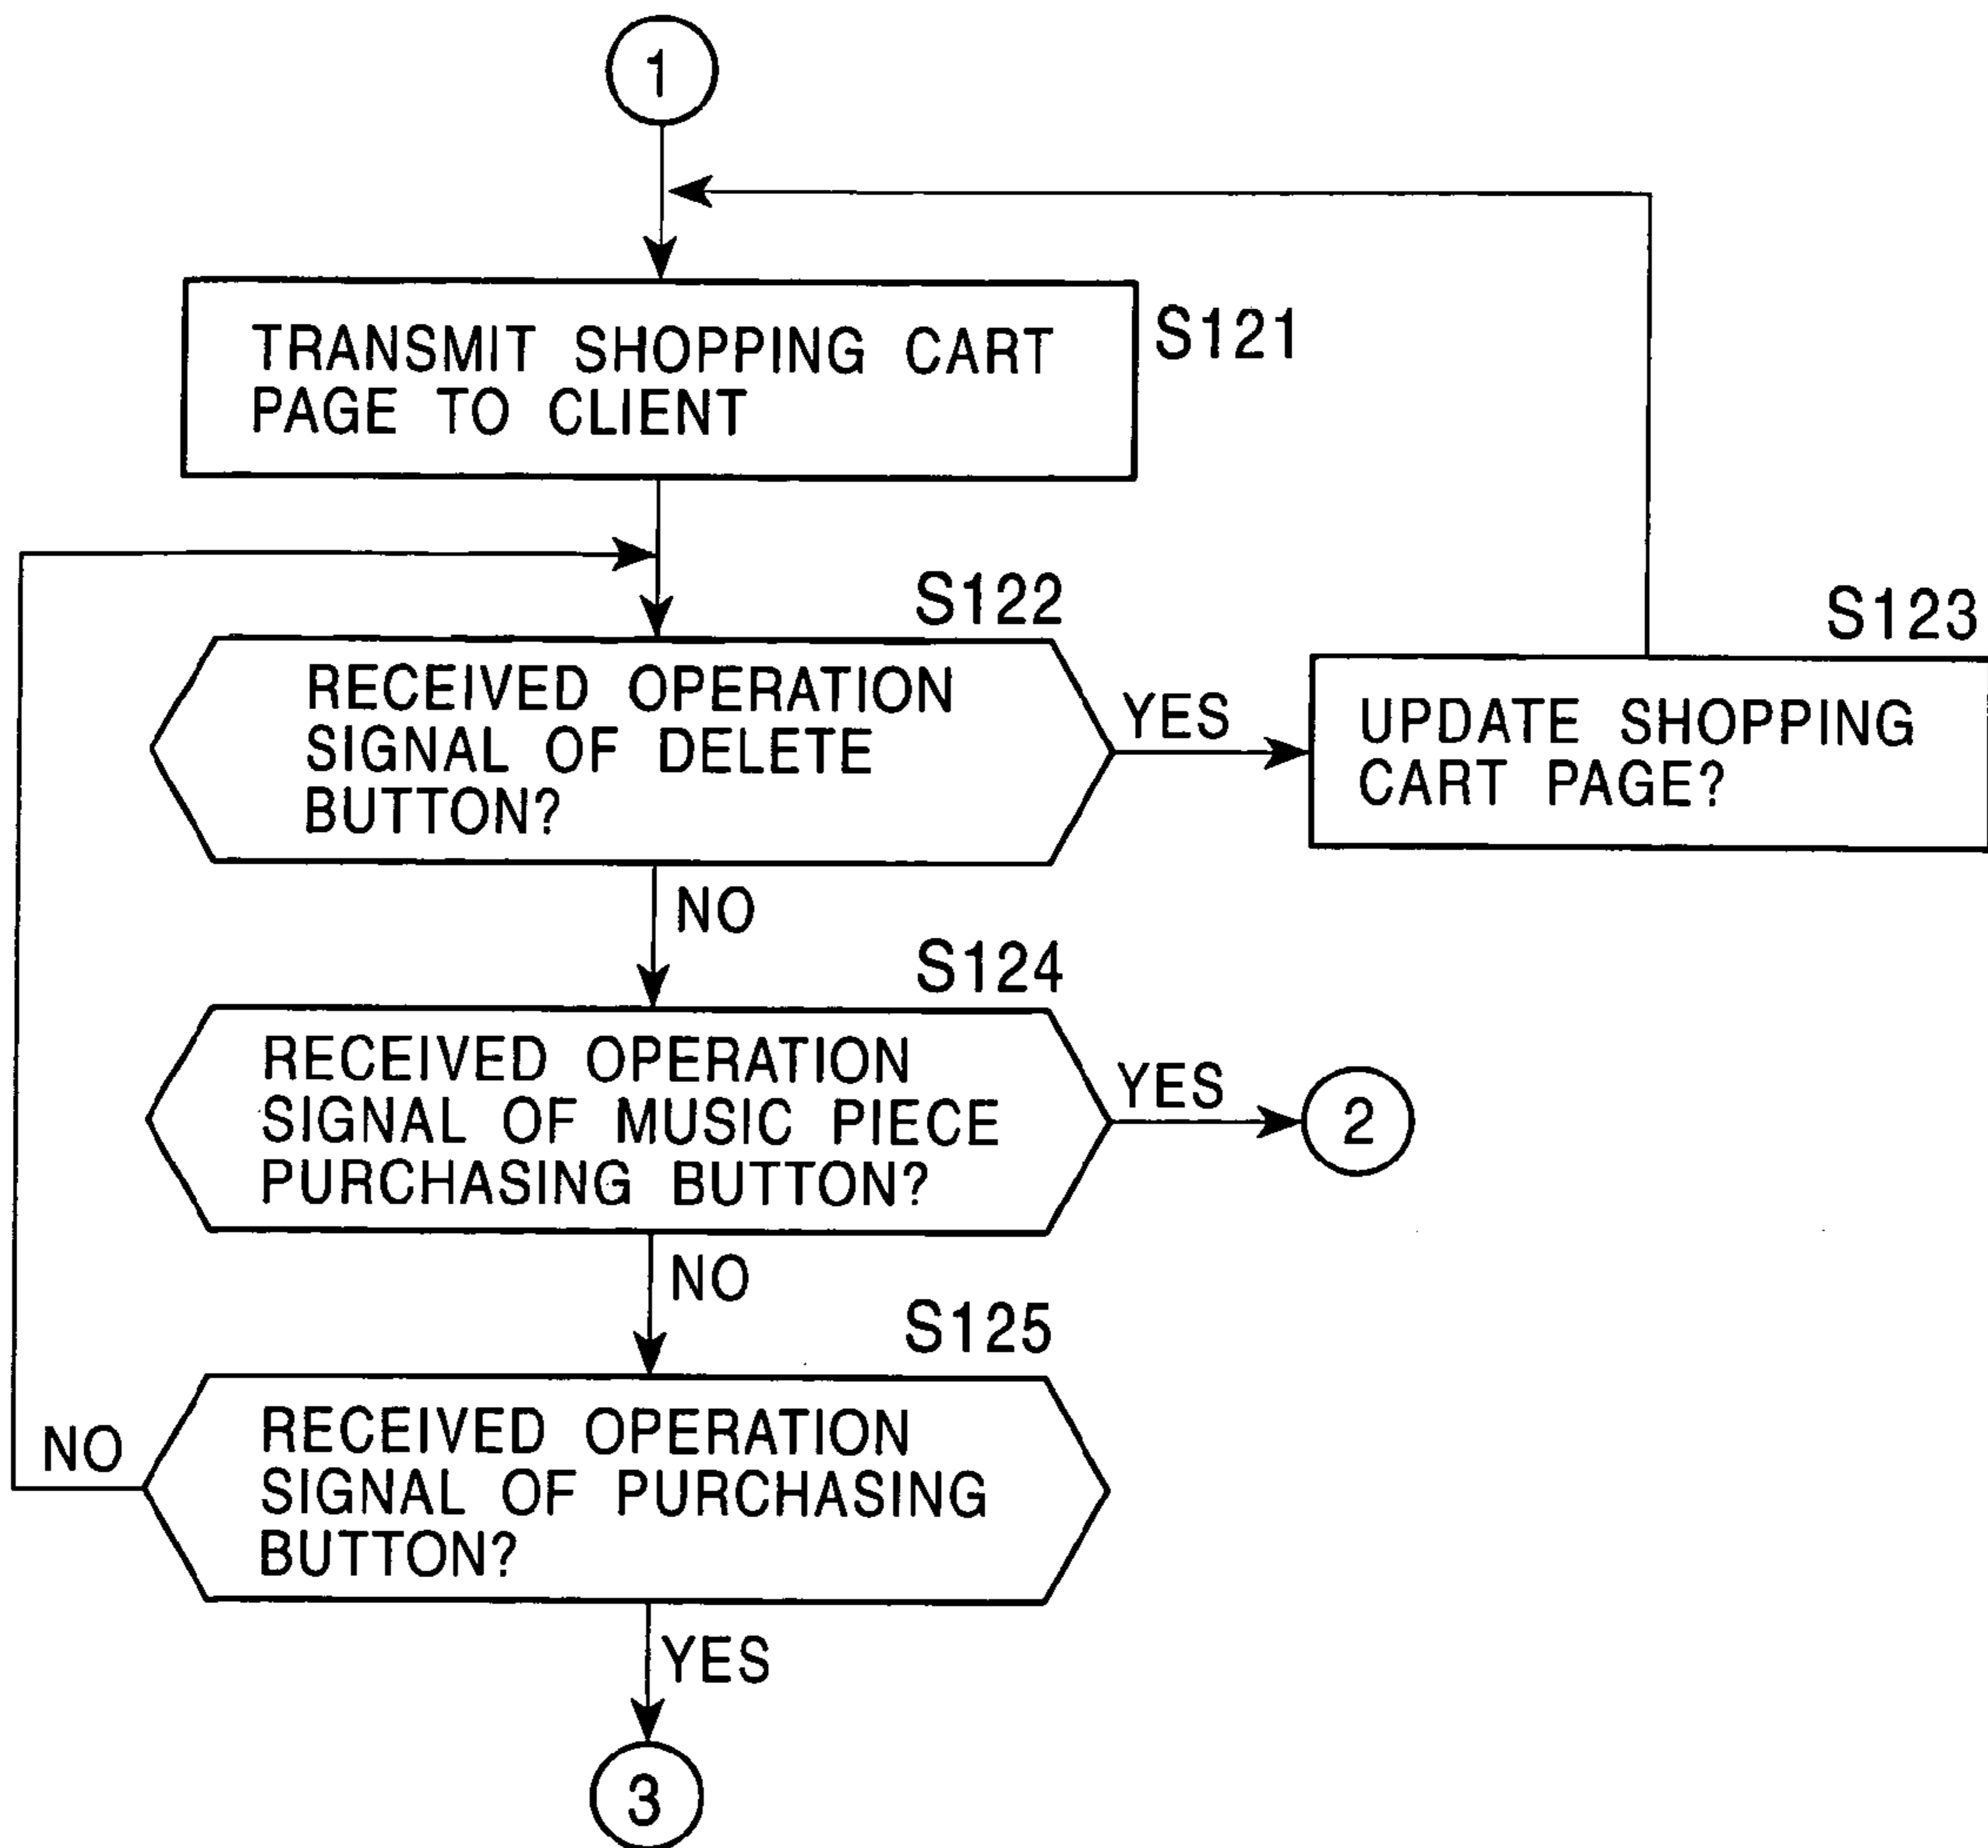 1
TRANSMIT SHOPPING CART
PAGE TO CLIENT
S121
S122
RECEIVED OPERATION
SIGNAL OF DELETE
BUTTON?
YES
S123
UPDATE SHOPPING
CART PAGE?
NO
S124
RECEIVED OPERATION
SIGNAL OF MUSIC PIECE
PURCHASING BUTTON?
YES
2
NO
S125
RECEIVED OPERATION
SIGNAL OF PURCHASING
BUTTON?
NO
YES
3